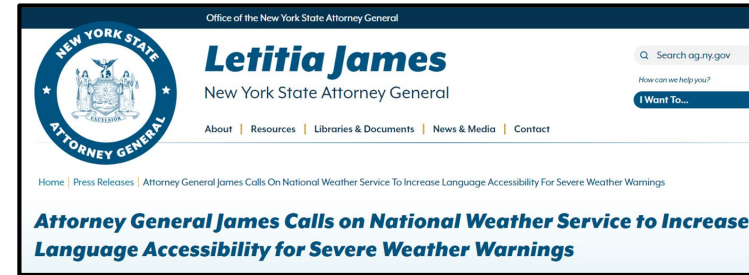 Office of the New York State Attorney General
NEW YORK STATE
ATTORNEY GENERAL
EXCELSIOR
Letitia James
New York State Attorney General
Search ag.ny.gov
How can we help you?
I Want To...
About | Resources | Libraries & Documents | News & Media | Contact
Home | Press Releases | Attorney General James Calls On National Weather Service To Increase Language Accessibility For Severe Weather Warnings
Attorney General James Calls on National Weather Service to Increase
Language Accessibility for Severe Weather Warnings